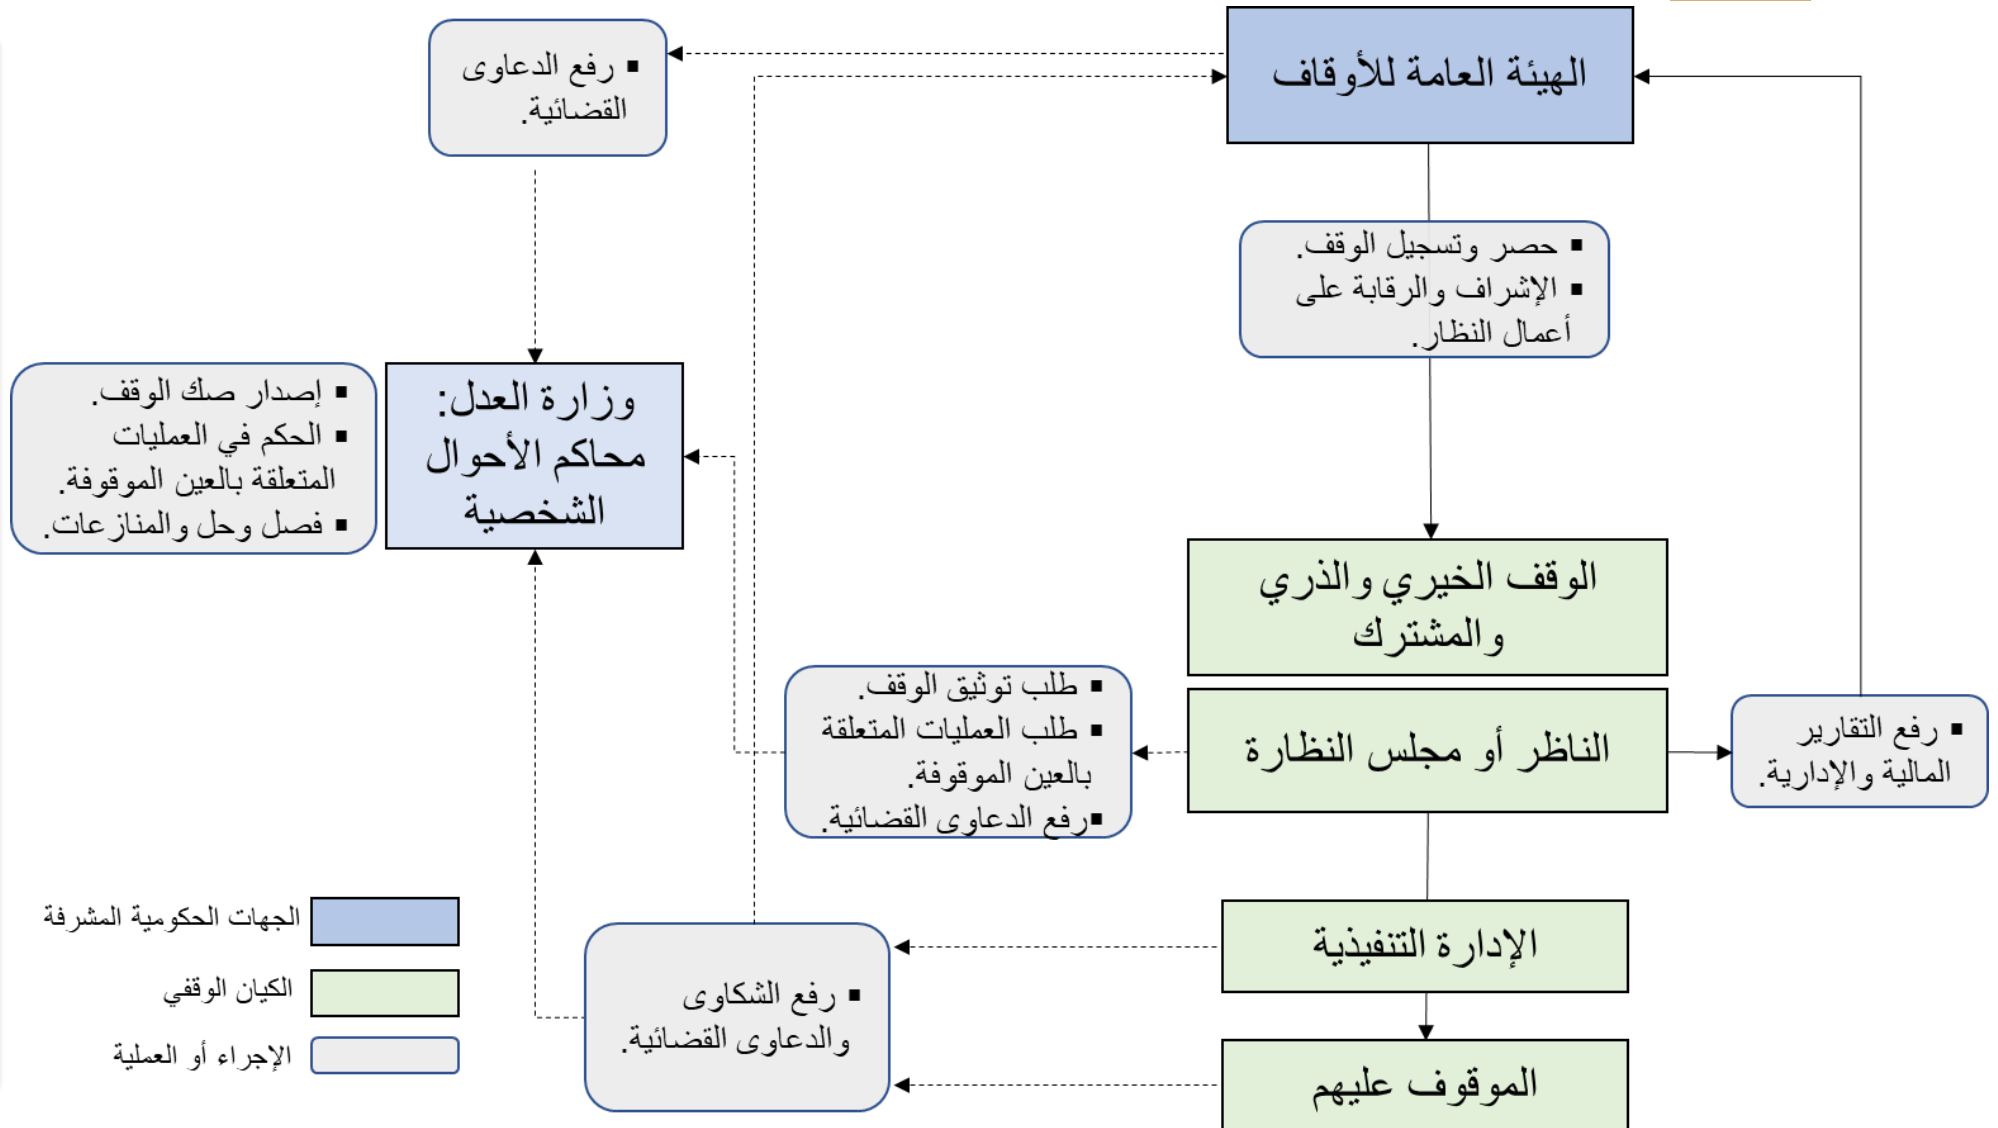 الهيئة العامة للأوقاف
▪ رفع الدعاوى
القضائية.
▪ حصر وتسجيل الوقف.
▪ الإشراف والرقابة على
أعمال النظار.
وزارة العدل:
محاكم الأحوال
الشخصية
▪ إصدار صك الوقف.
▪ الحكم في العمليات
المتعلقة بالعين الموقوفة.
▪ فصل وحل والمنازعات.
الوقف الخيري والذري
والمشترك
▪ رفع التقارير
المالية والإدارية.
الناظر أو مجلس النظارة
▪ طلب توثيق الوقف.
▪ طلب العمليات المتعلقة
بالعين الموقوفة.
▪رفع الدعاوى القضائية.
الإدارة التنفيذية
▪ رفع الشكاوى
والدعاوى القضائية.
الموقوف عليهم
الجهات الحكومية المشرفة
الكيان الوقفي
الإجراء أو العملية